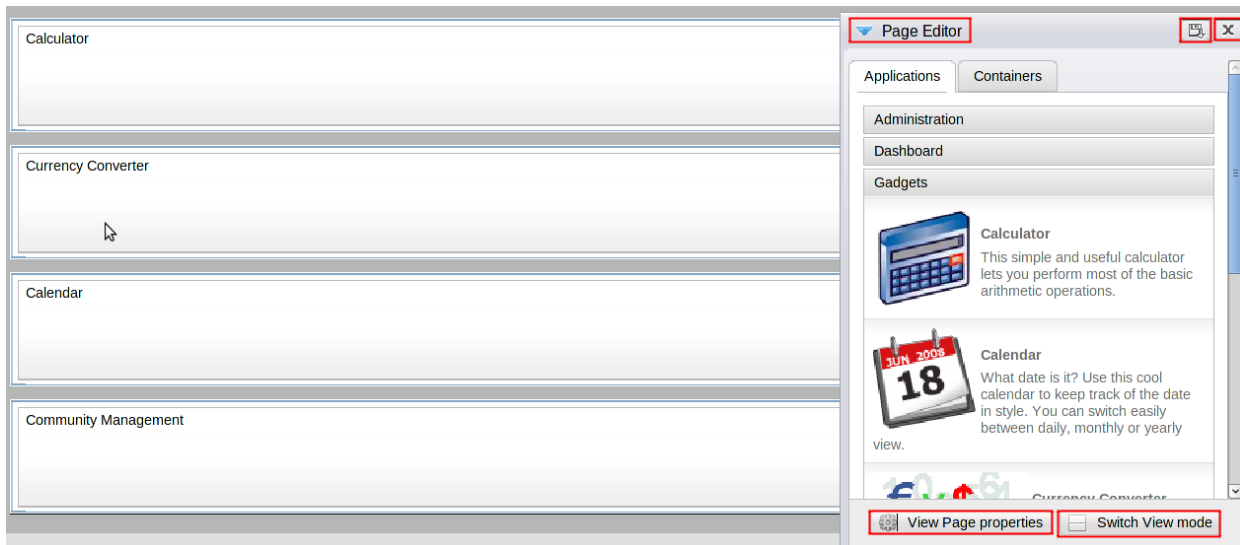 Calculator
Currency Converter
Calendar
Community Management
Page Editor
X
Applications
Containers
Administration
Dashboard
Gadgets
Calculator
This simple and useful calculator
lets you perform most of the basic
arithmetic operations.
JUN 2008
18
Calendar
What date is it? Use this cool
calendar to keep track of the date
in style. You can switch easily
between daily, monthly or yearly
view.
Currency Converter
View Page properties
Switch View mode